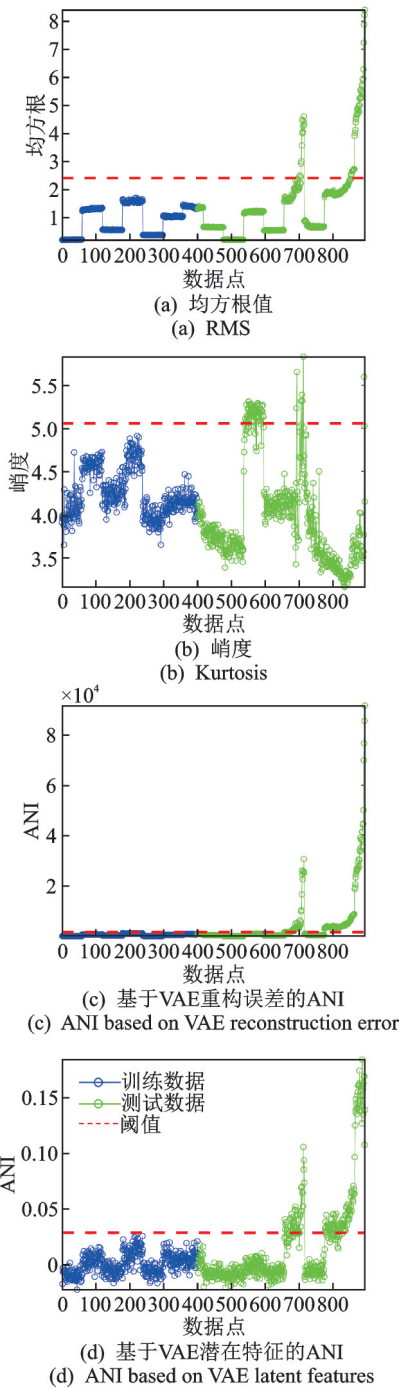 8
7
6
5
4
3
2
1
均方根
0 100 200 300 400 500 600 700 800
数据点
(a) 均方根值
(a) RMS
5.5
5.0
4.5
4.0
3.5
峭度
0 100 200 300 400 500 600 700 800
数据点
(b) 峭度
(b) Kurtosis
×10⁴
8
6
4
2
ANI
0 100 200 300 400 500 600 700 800
数据点
(c) 基于VAE重构误差的ANI
(c) ANI based on VAE reconstruction error
训练数据
测试数据
阈值
0.15
0.10
0.05
0
ANI
0 100 200 300 400 500 600 700 800
数据点
(d) 基于VAE潜在特征的ANI
(d) ANI based on VAE latent features